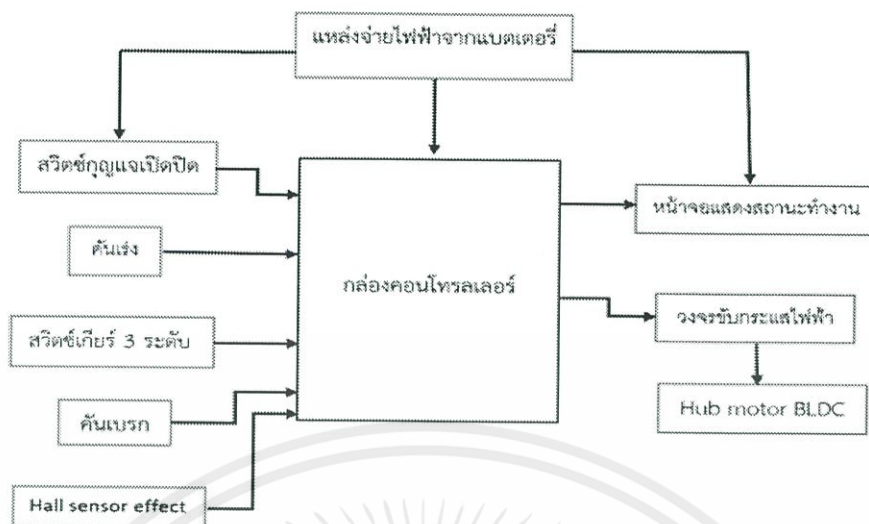 แหล่งจ่ายไฟฟ้าจากแบตเตอรี่
สวิตช์กุญแจเปิดปิด
คันเร่ง
สวิตช์เกียร์ 3 ระดับ
คันเบรก
Hall sensor effect
กล่องคอนโทรลเลอร์
หน้าจอแสดงสถานะทำงาน
วงจรขับกระแสไฟฟ้า
Hub motor BLDC